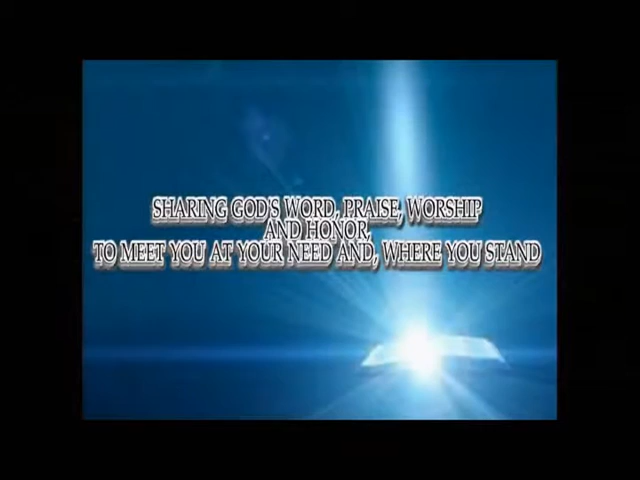 SHARING GOD'S WORD, PRAISE, WORSHIP
AND HONOR,
TO MEET YOU AT YOUR NEED AND, WHERE YOU STAND